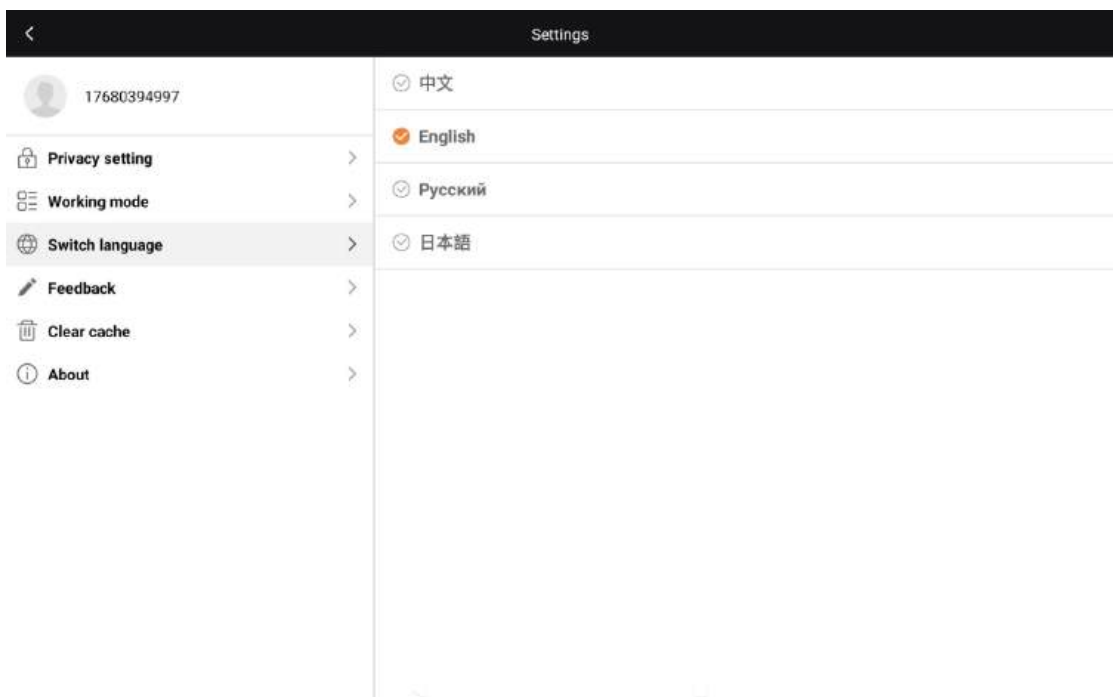 Settings
17680394997
Privacy setting
Working mode
Switch language
Feedback
Clear cache
About
中文
English
Русский
日本語